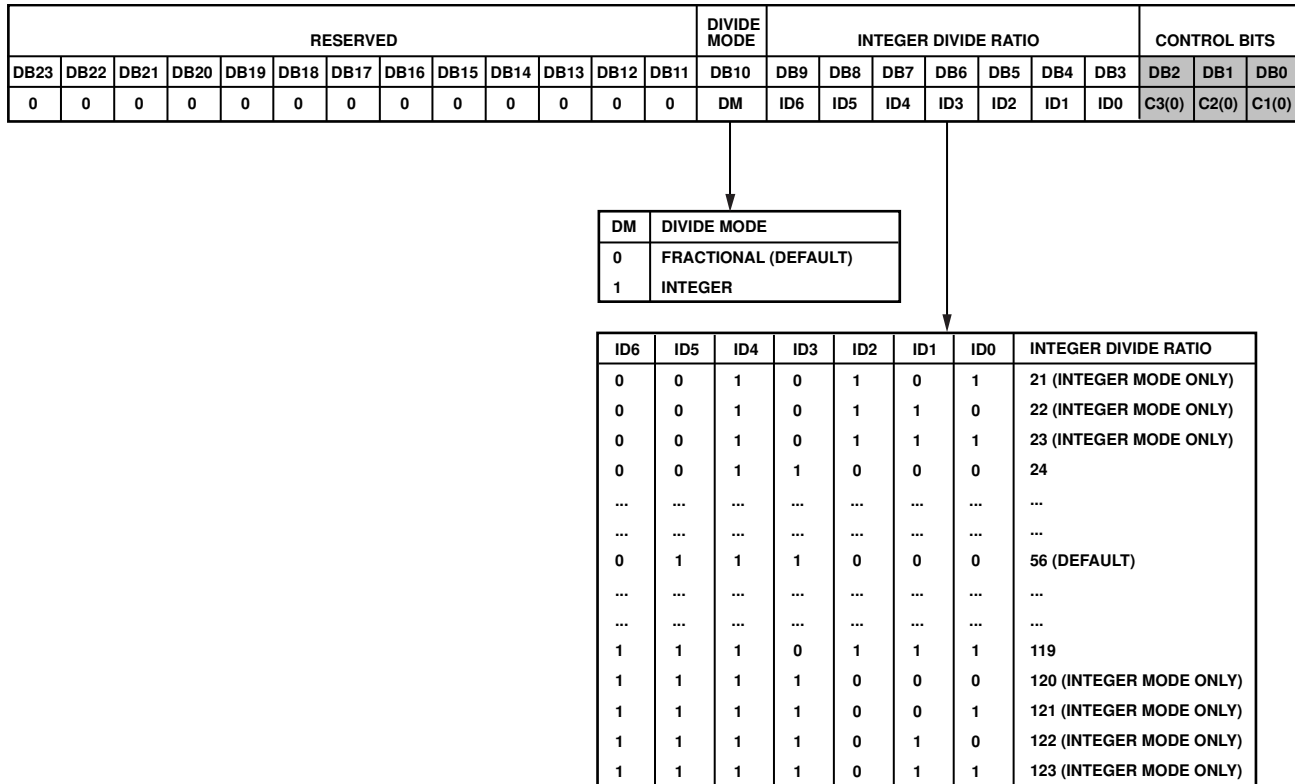 RESERVED DIVIDE MODE INTEGER DIVIDE RATIO CONTROL BITS
DB23 DB22 DB21 DB20 DB19 DB18 DB17 DB16 DB15 DB14 DB13 DB12 DB11 DB10 DB9 DB8 DB7 DB6 DB5 DB4 DB3 DB2 DB1 DB0
0 0 0 0 0 0 0 0 0 0 0 0 0 DM ID6 ID5 ID4 ID3 ID2 ID1 ID0 C3(0) C2(0) C1(0)
DM DIVIDE MODE
0 FRACTIONAL (DEFAULT)
1 INTEGER
ID6 ID5 ID4 ID3 ID2 ID1 ID0 INTEGER DIVIDE RATIO
0 0 1 0 1 0 1 21 (INTEGER MODE ONLY)
0 0 1 0 1 1 0 22 (INTEGER MODE ONLY)
0 0 1 0 1 1 1 23 (INTEGER MODE ONLY)
0 0 1 1 0 0 0 24
... ... ... ... ... ... ... ...
... ... ... ... ... ... ... ...
0 1 1 1 0 0 0 56 (DEFAULT)
... ... ... ... ... ... ... ...
... ... ... ... ... ... ... ...
1 1 1 0 1 1 1 119
1 1 1 1 0 0 0 120 (INTEGER MODE ONLY)
1 1 1 1 0 0 1 121 (INTEGER MODE ONLY)
1 1 1 1 0 1 0 122 (INTEGER MODE ONLY)
1 1 1 1 0 1 1 123 (INTEGER MODE ONLY)